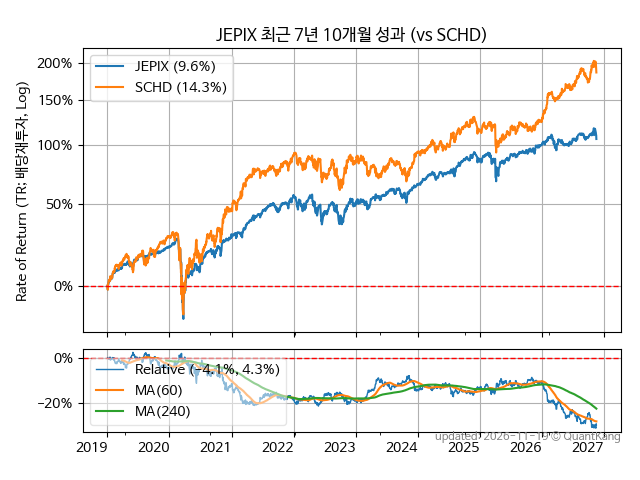 JEPIX 최근 7년 10개월 성과 (vs SCHD)
Rate of Return (TR: 배당재투자, Log)
200%
150%
100%
50%
0%
JEPIX (9.6%)
SCHD (14.3%)
0%
−20%
Relative (−4.1%, 4.3%)
MA(60)
MA(240)
updated: 2026-11-19 © QuantKang
2019 2020 2021 2022 2023 2024 2025 2026 2027